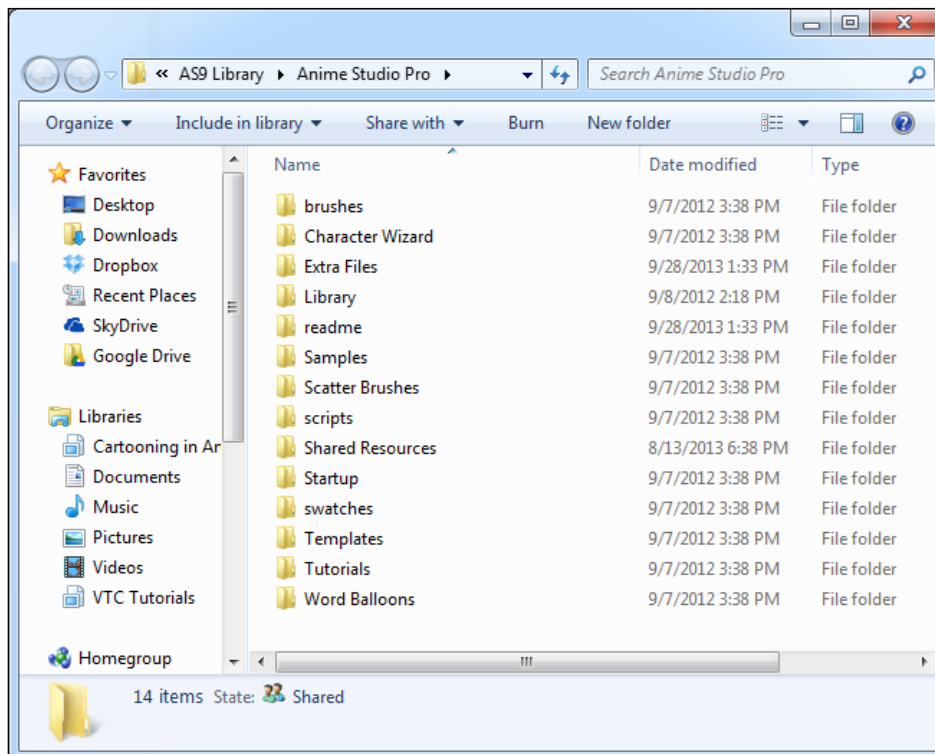 « AS9 Library ▸ Anime Studio Pro ▸ Search Anime Studio Pro
Organize Include in library Share with Burn New folder
Name Date modified Type
Favorites
Desktop
Downloads
Dropbox
Recent Places
SkyDrive
Google Drive
Libraries
Cartooning in Ar
Documents
Music
Pictures
Videos
VTC Tutorials
Homegroup
brushes 9/7/2012 3:38 PM File folder
Character Wizard 9/7/2012 3:38 PM File folder
Extra Files 9/28/2013 1:33 PM File folder
Library 9/8/2012 2:18 PM File folder
readme 9/28/2013 1:33 PM File folder
Samples 9/7/2012 3:38 PM File folder
Scatter Brushes 9/7/2012 3:38 PM File folder
scripts 9/7/2012 3:38 PM File folder
Shared Resources 8/13/2013 6:38 PM File folder
Startup 9/7/2012 3:38 PM File folder
swatches 9/7/2012 3:38 PM File folder
Templates 9/7/2012 3:38 PM File folder
Tutorials 9/7/2012 3:38 PM File folder
Word Balloons 9/7/2012 3:38 PM File folder
14 items State: Shared